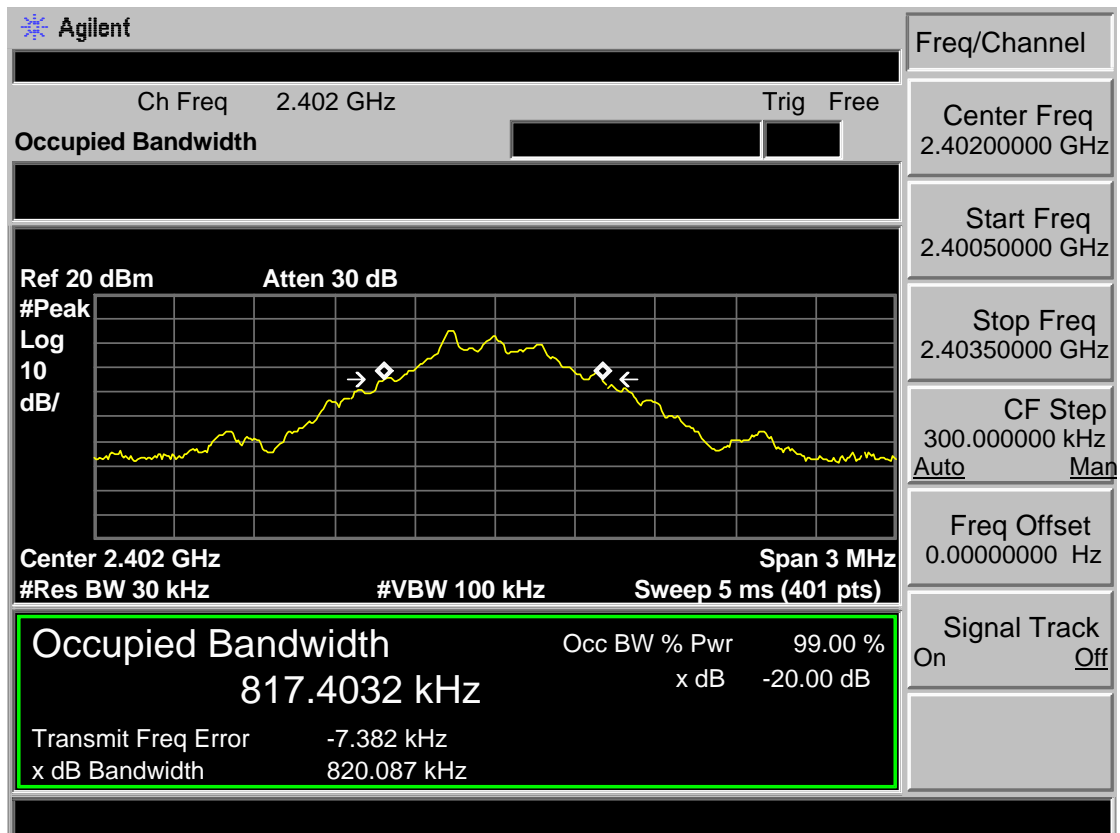 Agilent
Freq/Channel
Ch Freq 2.402 GHz Trig Free
Occupied Bandwidth
Center Freq
2.40200000 GHz
Start Freq
2.40050000 GHz
Ref 20 dBm Atten 30 dB
#Peak
Log
10
dB/
Stop Freq
2.40350000 GHz
CF Step
300.000000 kHz
Auto Man
Freq Offset
0.00000000 Hz
Center 2.402 GHz Span 3 MHz
#Res BW 30 kHz #VBW 100 kHz Sweep 5 ms (401 pts)
Signal Track
On Off
Occupied Bandwidth Occ BW % Pwr 99.00 %
817.4032 kHz x dB -20.00 dB
Transmit Freq Error -7.382 kHz
x dB Bandwidth 820.087 kHz